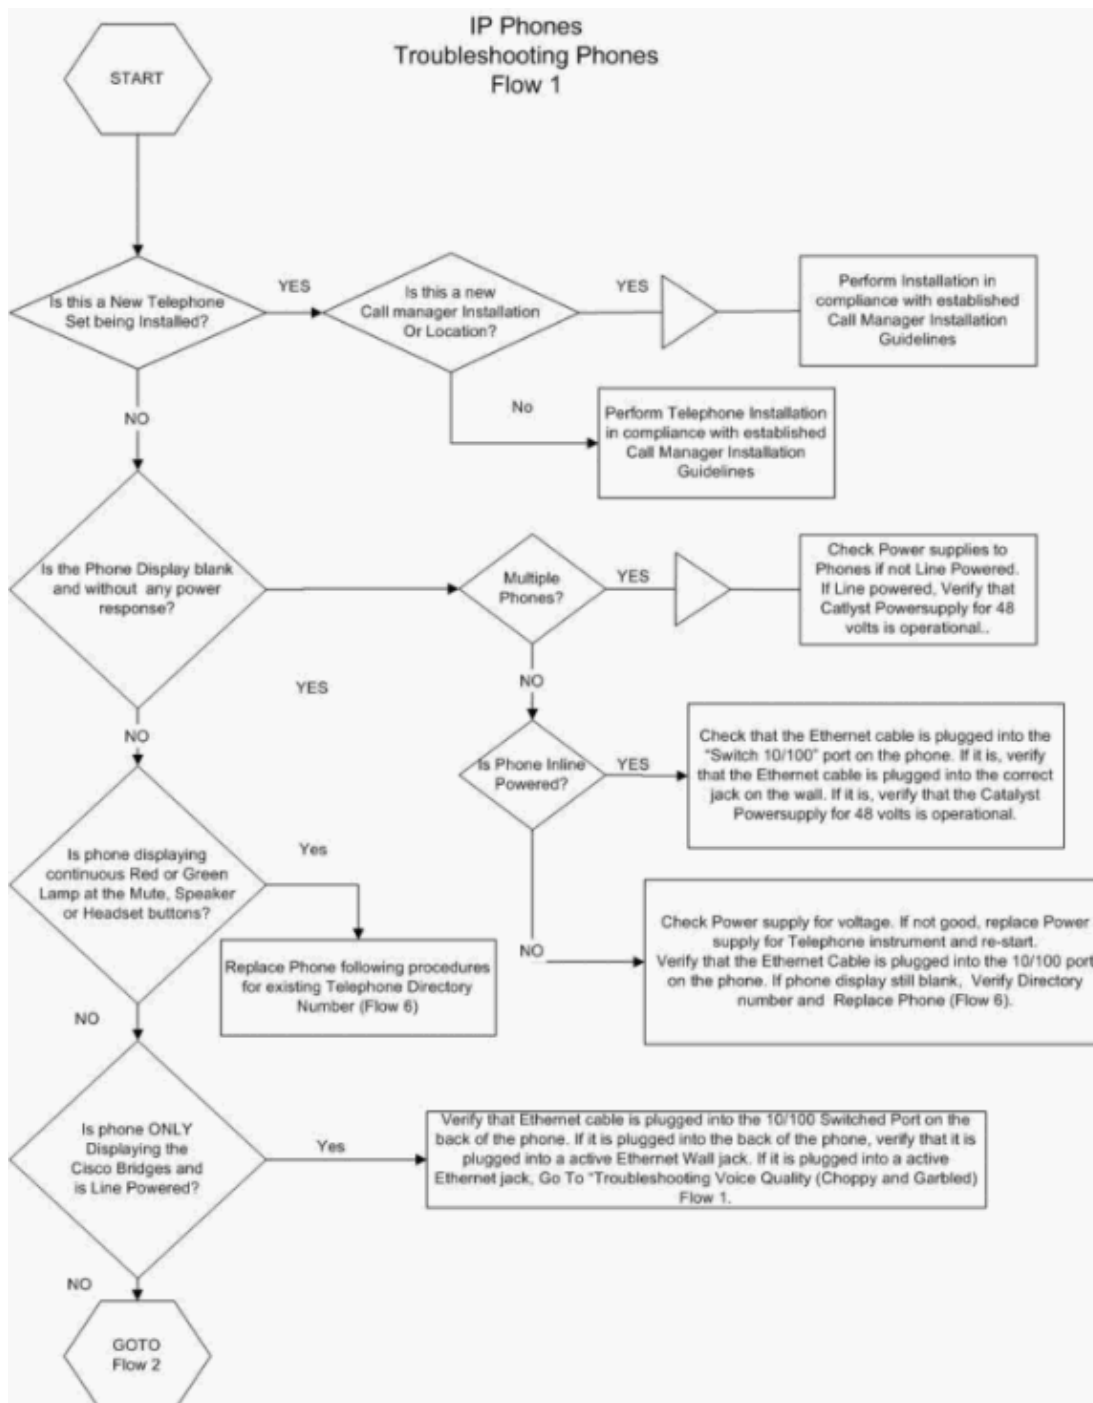 IP Phones
Troubleshooting Phones
Flow 1
START
Is this a New Telephone
Set being Installed?
YES
Is this a new
Call manager Installation
Or Location?
YES
Perform Installation in
compliance with established
Call Manager Installation
Guidelines
NO
No
Perform Telephone Installation
in compliance with established
Call Manager Installation
Guidelines
Is the Phone Display blank
and without any power
response?
YES
Multiple
Phones?
YES
Check Power supplies to
Phones if not Line Powered.
If Line powered, Verify that
Catlyst Powersupply for 48
volts is operational..
NO
NO
Is Phone Inline
Powered?
YES
Check that the Ethernet cable is plugged into the
“Switch 10/100” port on the phone. If it is, verify
that the Ethernet cable is plugged into the correct
jack on the wall. If it is, verify that the Catalyst
Powersupply for 48 volts is operational.
Is phone displaying
continuous Red or Green
Lamp at the Mute, Speaker
or Headset buttons?
Yes
Replace Phone following procedures
for existing Telephone Directory
Number (Flow 6)
NO
Check Power supply for voltage. If not good, replace Power
supply for Telephone instrument and re-start.
Verify that the Ethernet Cable is plugged into the 10/100 port
on the phone. If phone display still blank, Verify Directory
number and Replace Phone (Flow 6).
NO
Is phone ONLY
Displaying the
Cisco Bridges and
is Line Powered?
Yes
Verify that Ethernet cable is plugged into the 10/100 Switched Port on the
back of the phone. If it is plugged into the back of the phone, verify that it is
plugged into a active Ethernet Wall jack. If it is plugged into a active
Ethernet jack, Go To “Troubleshooting Voice Quality (Choppy and Garbled)
Flow 1.
NO
GOTO
Flow 2